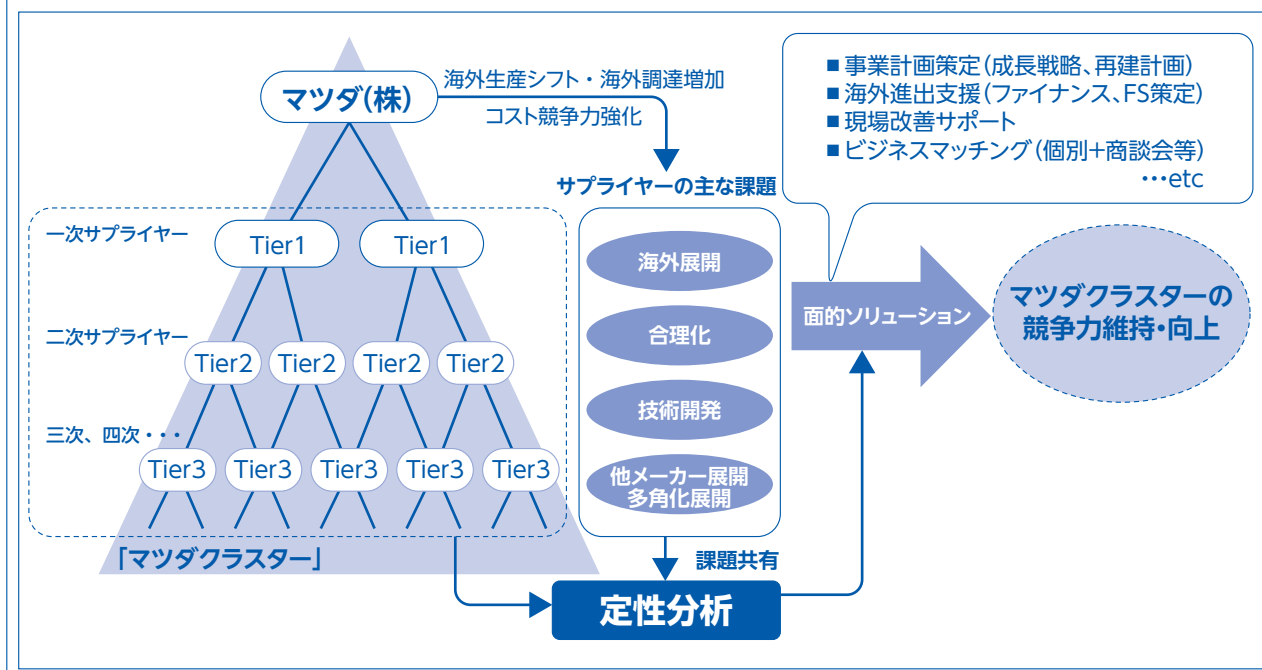 マツダ(株)
海外生産シフト・海外調達増加
コスト競争力強化
サプライヤーの主な課題
■事業計画策定(成長戦略、再建計画)
■海外進出支援(ファイナンス、FS策定)
■現場改善サポート
■ビジネスマッチング(個別+商談会等)
・・・etc
一次サプライヤー
Tier1
Tier1
二次サプライヤー
Tier2
Tier2
Tier2
Tier2
三次、四次・・・
Tier3
Tier3
Tier3
Tier3
Tier3
「マツダクラスター」
海外展開
合理化
技術開発
他メーカー展開
多角化展開
課題共有
定性分析
面的ソリューション
マツダクラスターの
競争力維持・向上